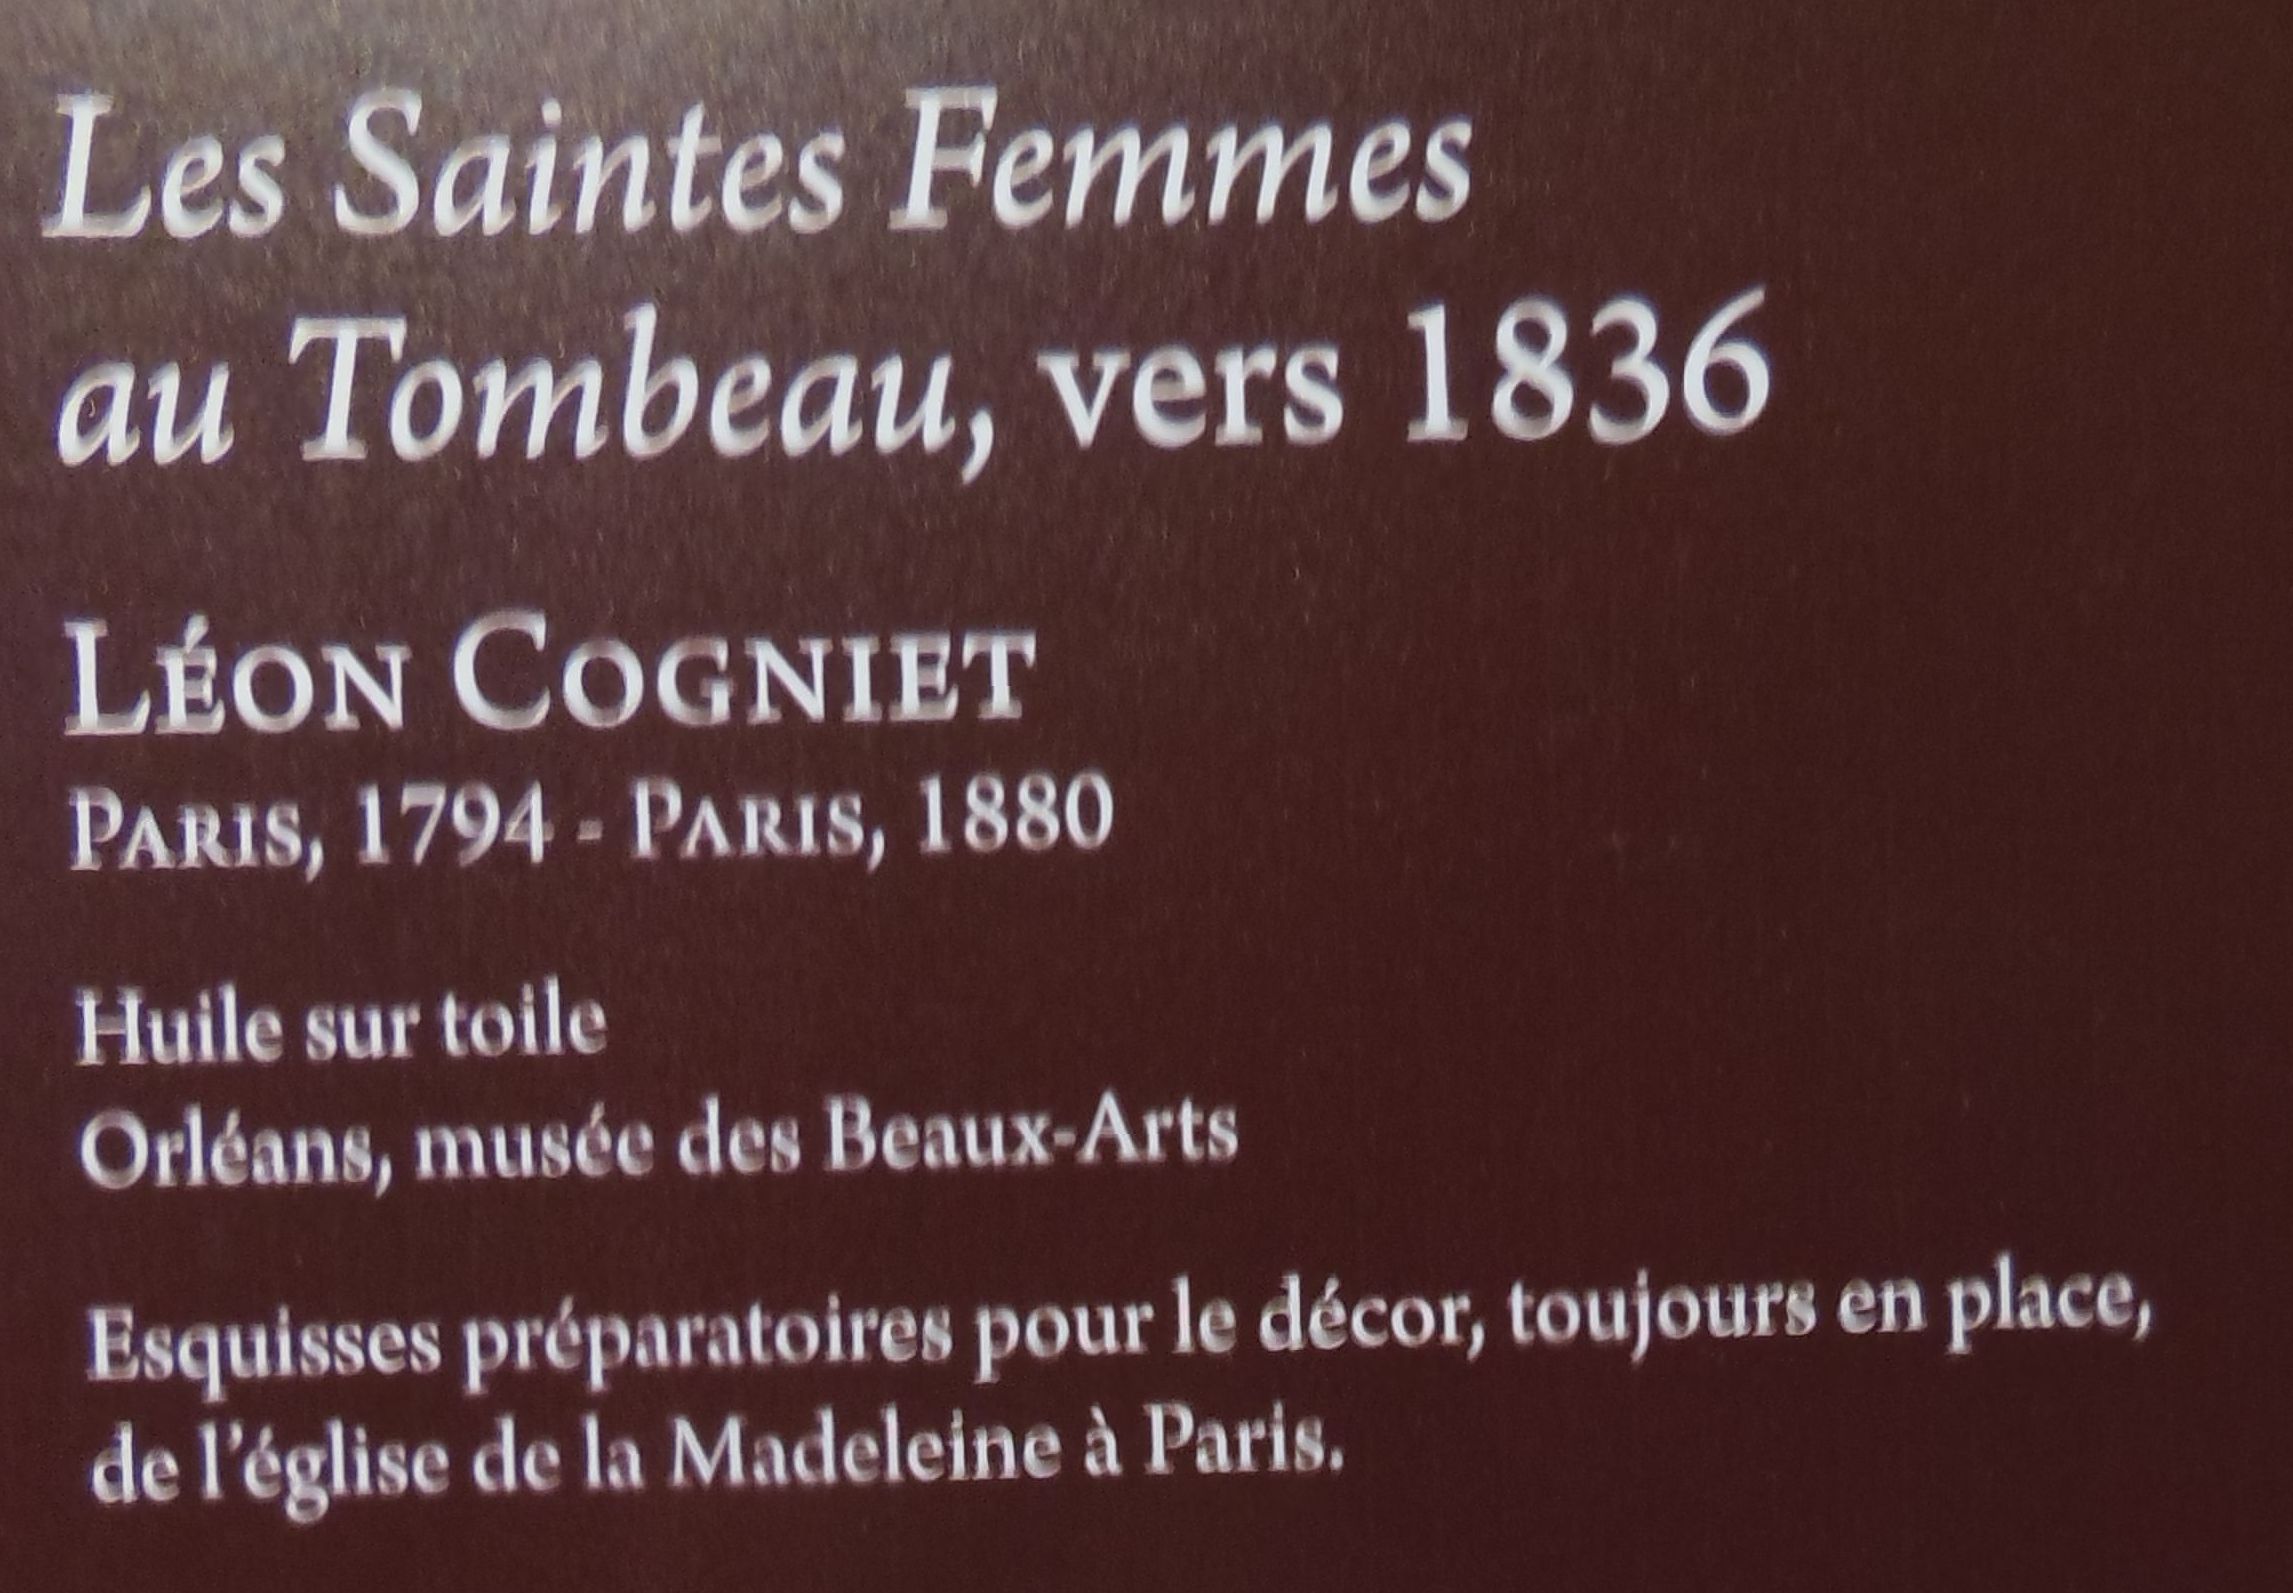 Les Saintes Femmes
au Tombeau, vers 1836
LÉON COGNIET
PARIS, 1794 - PARIS, 1880
Huile sur toile
Orléans, musée des Beaux-Arts
Esquisses préparatoires pour le décor, toujours en place,
de l'église de la Madeleine à Paris.